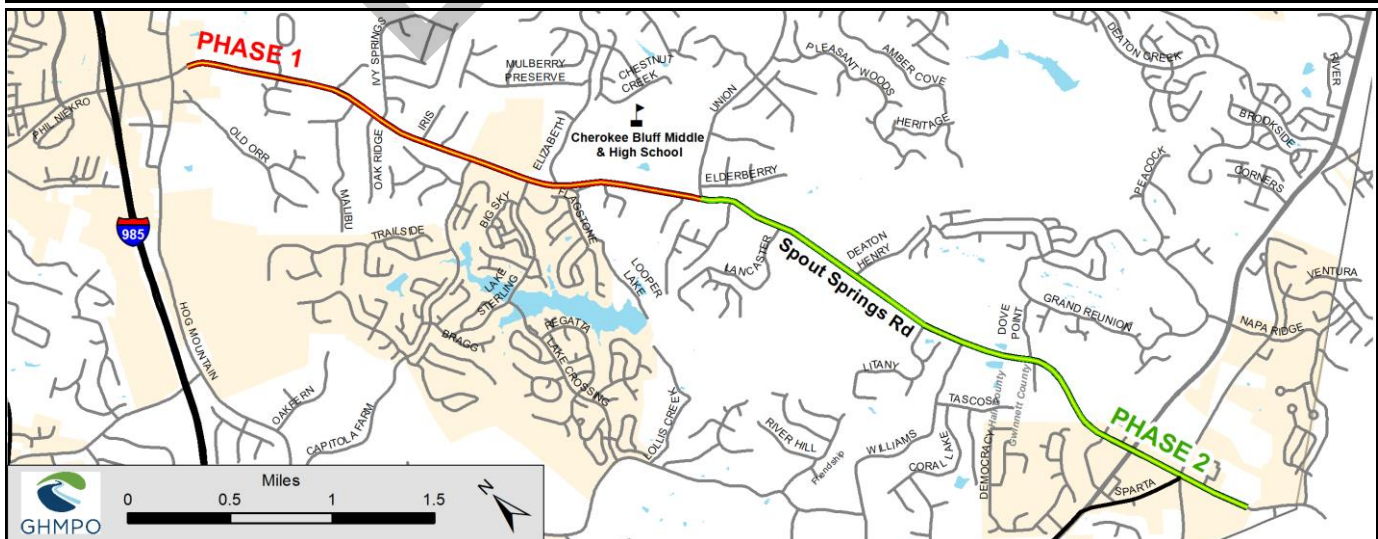 PHASE 1
PHIL NIEKRO
985
HOG MOUNTAIN
OLD ORR
MALIBU
OAK RIDGE
IVY SPRINGS
IRIS
MULBERRY
PRESERVE
CHESTNUT
CREEK
ELIZABETH
Cherokee Bluff Middle
& High School
UNION
PLEASANT WOODS
AMBER COVE
HERITAGE
ELDERBERRY
DEATON CREEK
RIVER
BROOKSIDE
CORNERS
PEACOCK
TRAILSIDE
BIG SKY
FLAGSTONE
LAKE
STERLING
LOOPER
LAKE
LANCASTER
Spout Springs Rd
DEATON
HENRY
DOVE
POINT
GRAND REUNION
VENTURA
NAPA RIDGE
BRAGG
REGATTA
LAKE CROSSING
OAKFERN
CAPITOLA FARM
LOLLIS CREEK
LITANY
TASCOSA
RIVER HILL
Friendship
WILLIAMS
CORAL LAKE
DEMOCRACY
Hall County
Gwinnett County
PHASE 2
SPARTA
GHMPO
Miles
0 0.5 1 1.5
N